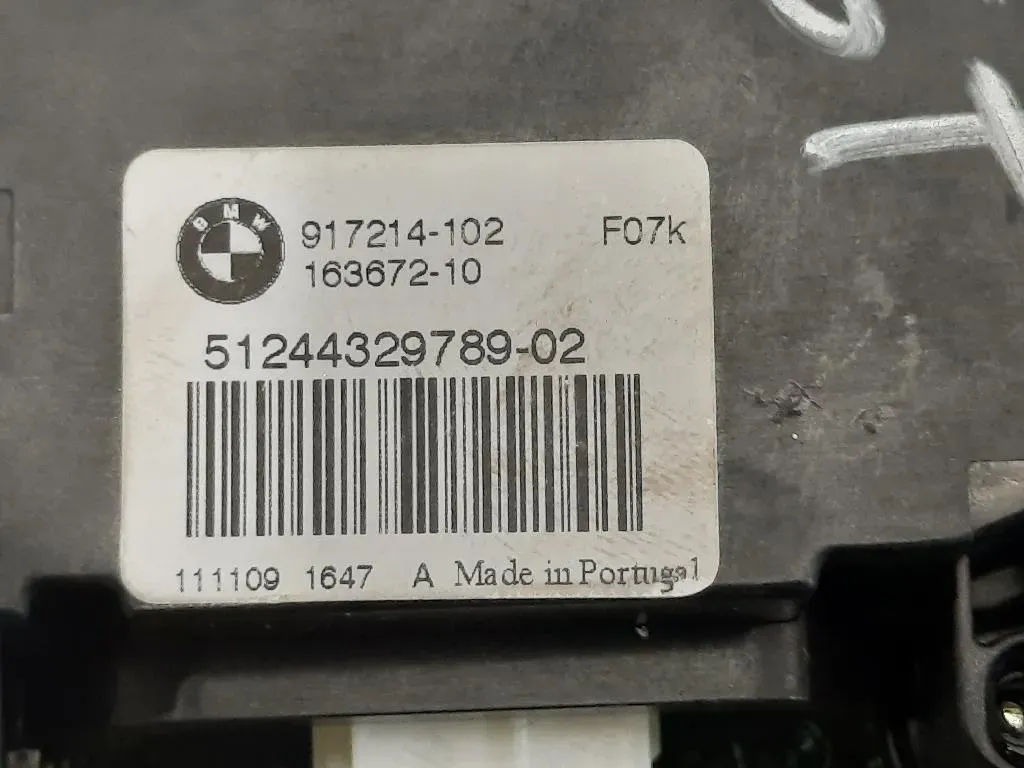 BMW
917214-102 F07k
163672-10
51244329789-02
111109 1647 A Made in Portugal